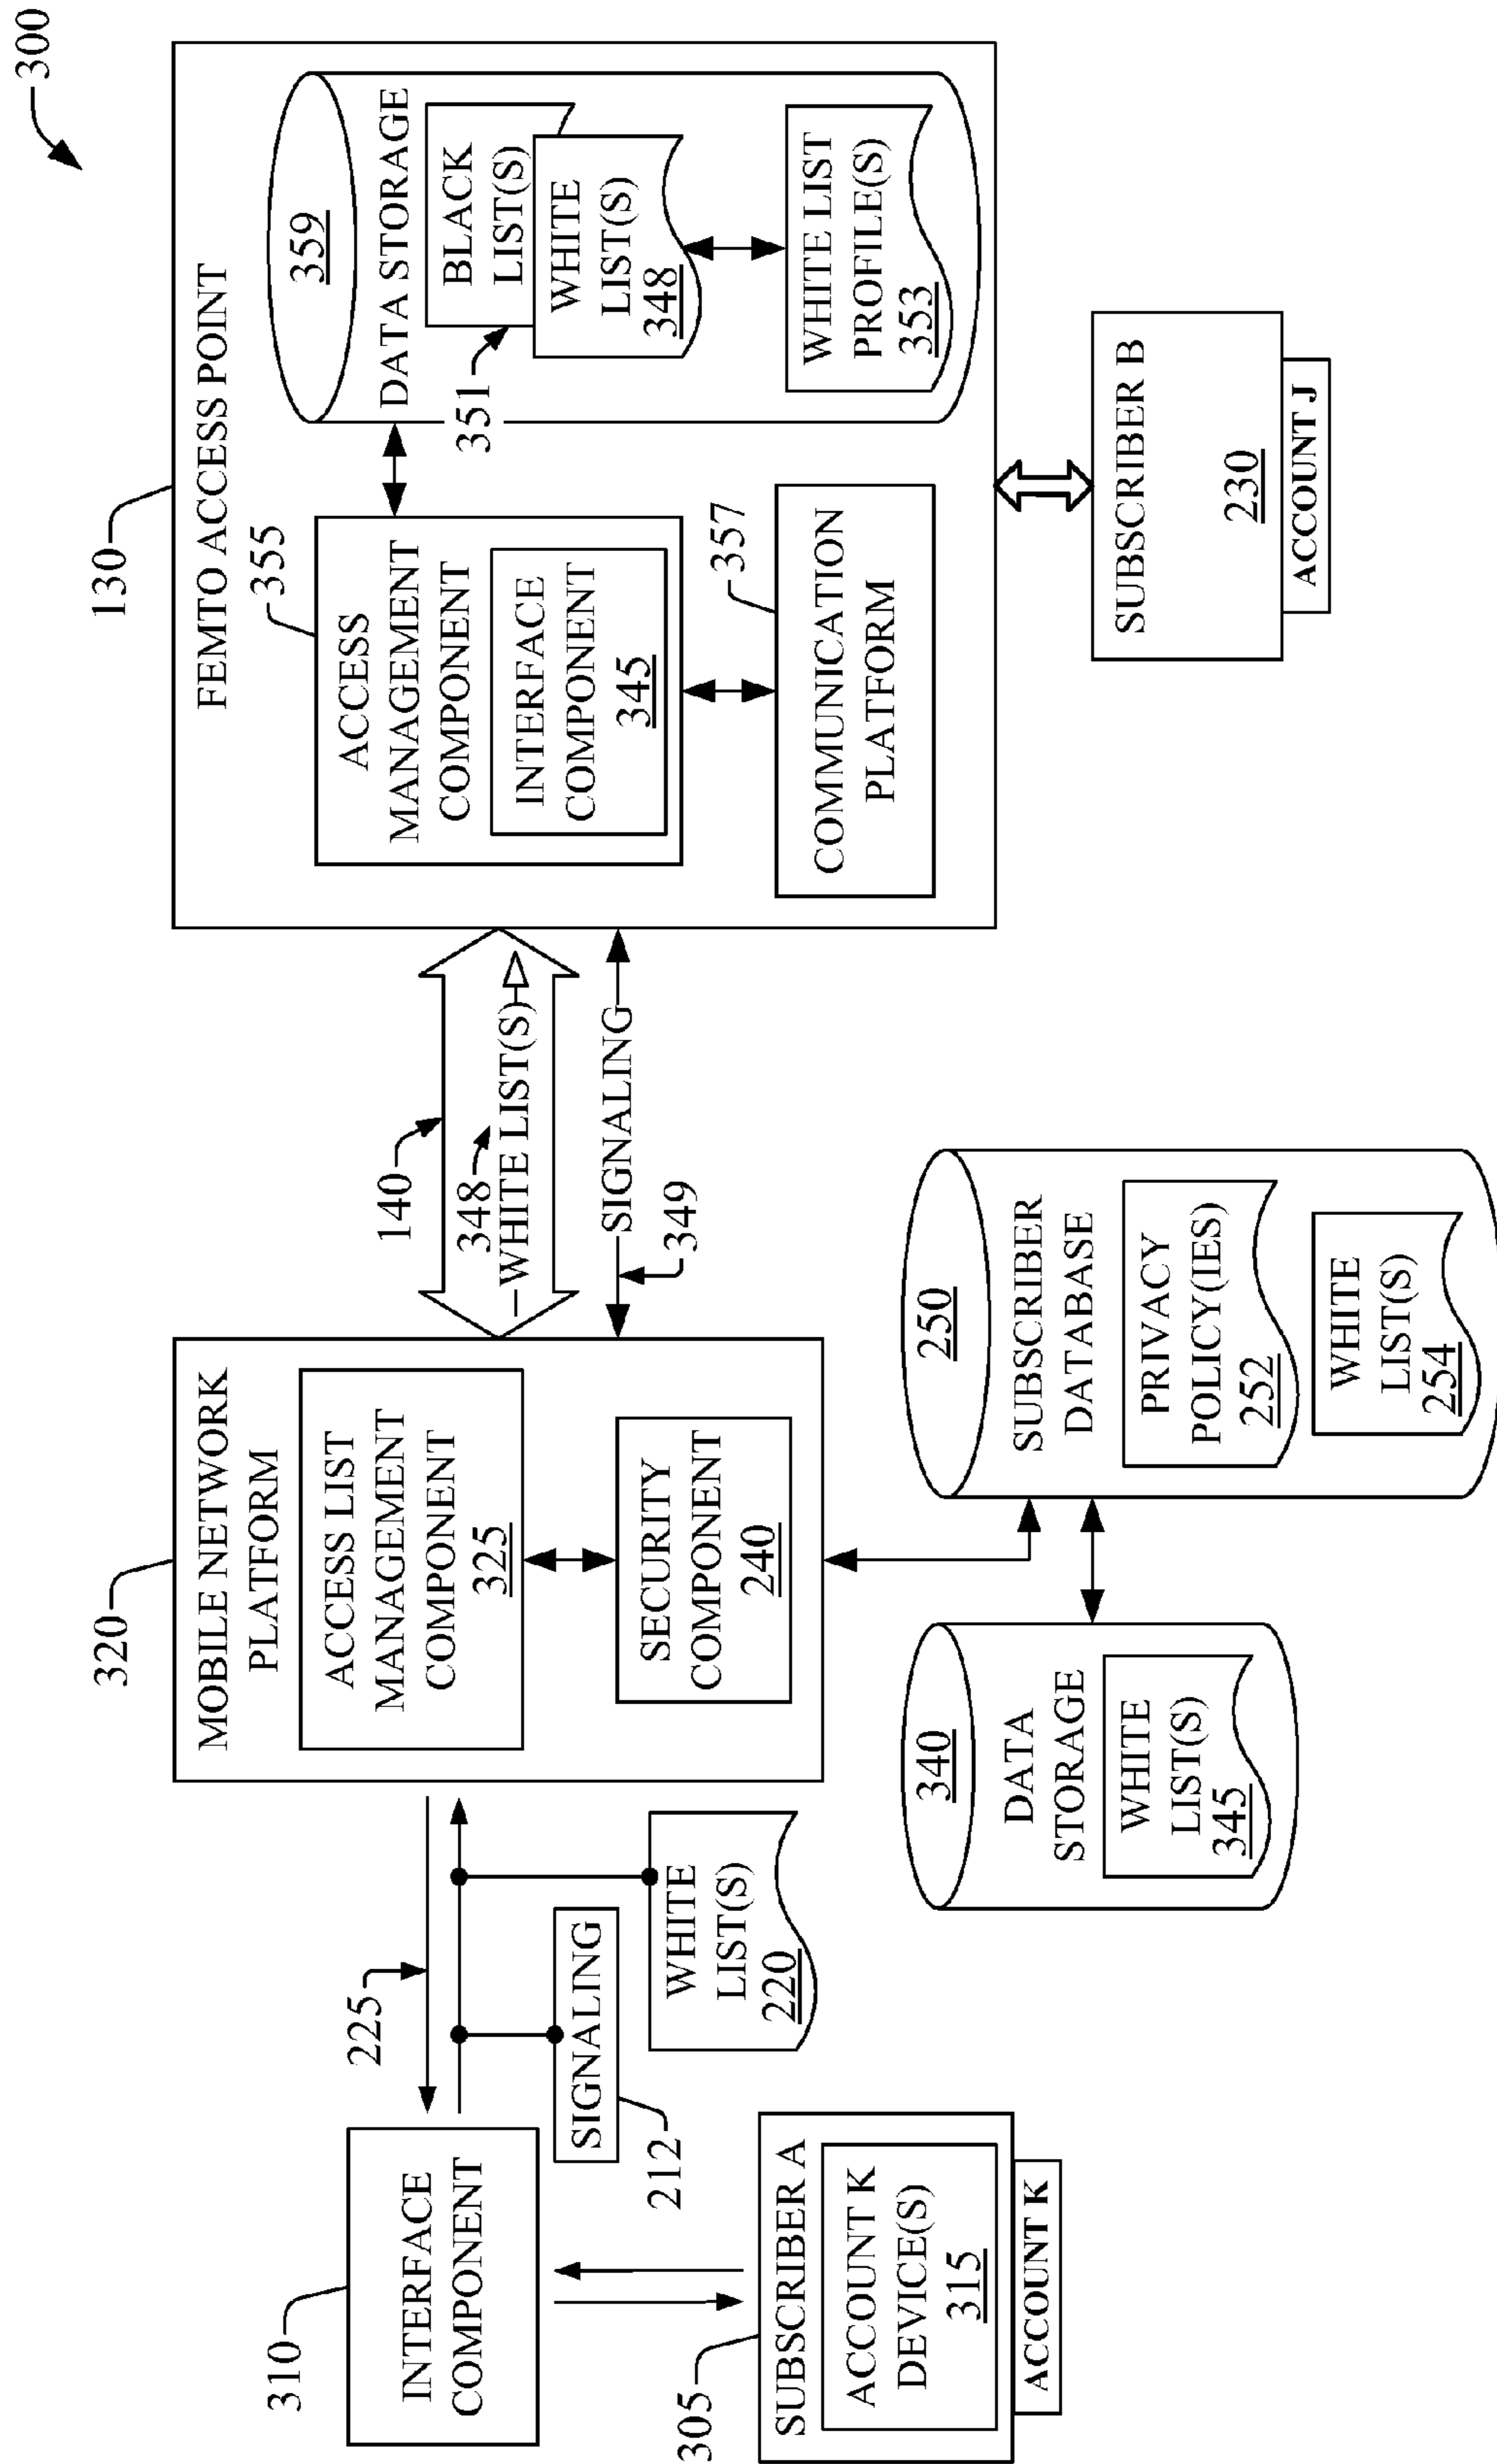 300
130
FEMTO ACCESS POINT
355
ACCESS
MANAGEMENT
COMPONENT
INTERFACE
COMPONENT
345
357
COMMUNICATION
PLATFORM
359
DATA STORAGE
351
BLACK
LIST(S)
WHITE
LIST(S)
348
WHITE LIST
PROFILE(S)
353
SUBSCRIBER B
230
ACCOUNT J
140
348
WHITE LIST(S)
SIGNALING
349
320
MOBILE NETWORK
PLATFORM
ACCESS LIST
MANAGEMENT
COMPONENT
325
SECURITY
COMPONENT
240
250
SUBSCRIBER
DATABASE
PRIVACY
POLICY(IES)
252
WHITE
LIST(S)
254
340
DATA
STORAGE
WHITE
LIST(S)
345
225
SIGNALING
212
WHITE
LIST(S)
220
310
INTERFACE
COMPONENT
305
SUBSCRIBER A
ACCOUNT K
DEVICE(S)
315
ACCOUNT K